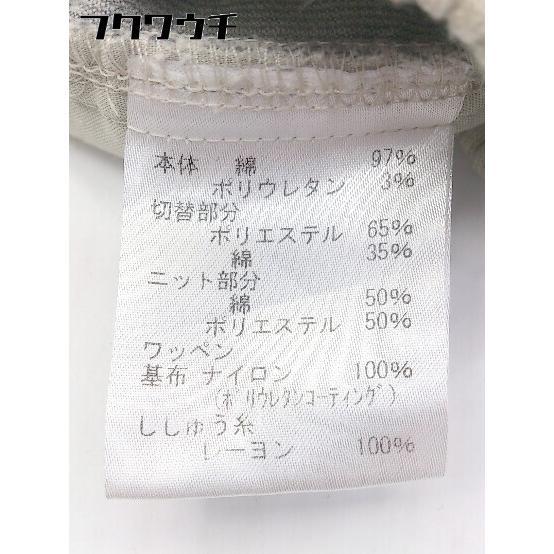 フクウウチ
本体 綿 97%
ポリウレタン 3%
切替部分
ポリエステル 65%
綿 35%
ニット部分
綿 50%
ポリエステル 50%
ワッペン
基布 ナイロン 100%
(ポリウレタンコーティング)
ししゅう糸
レーヨン 100%